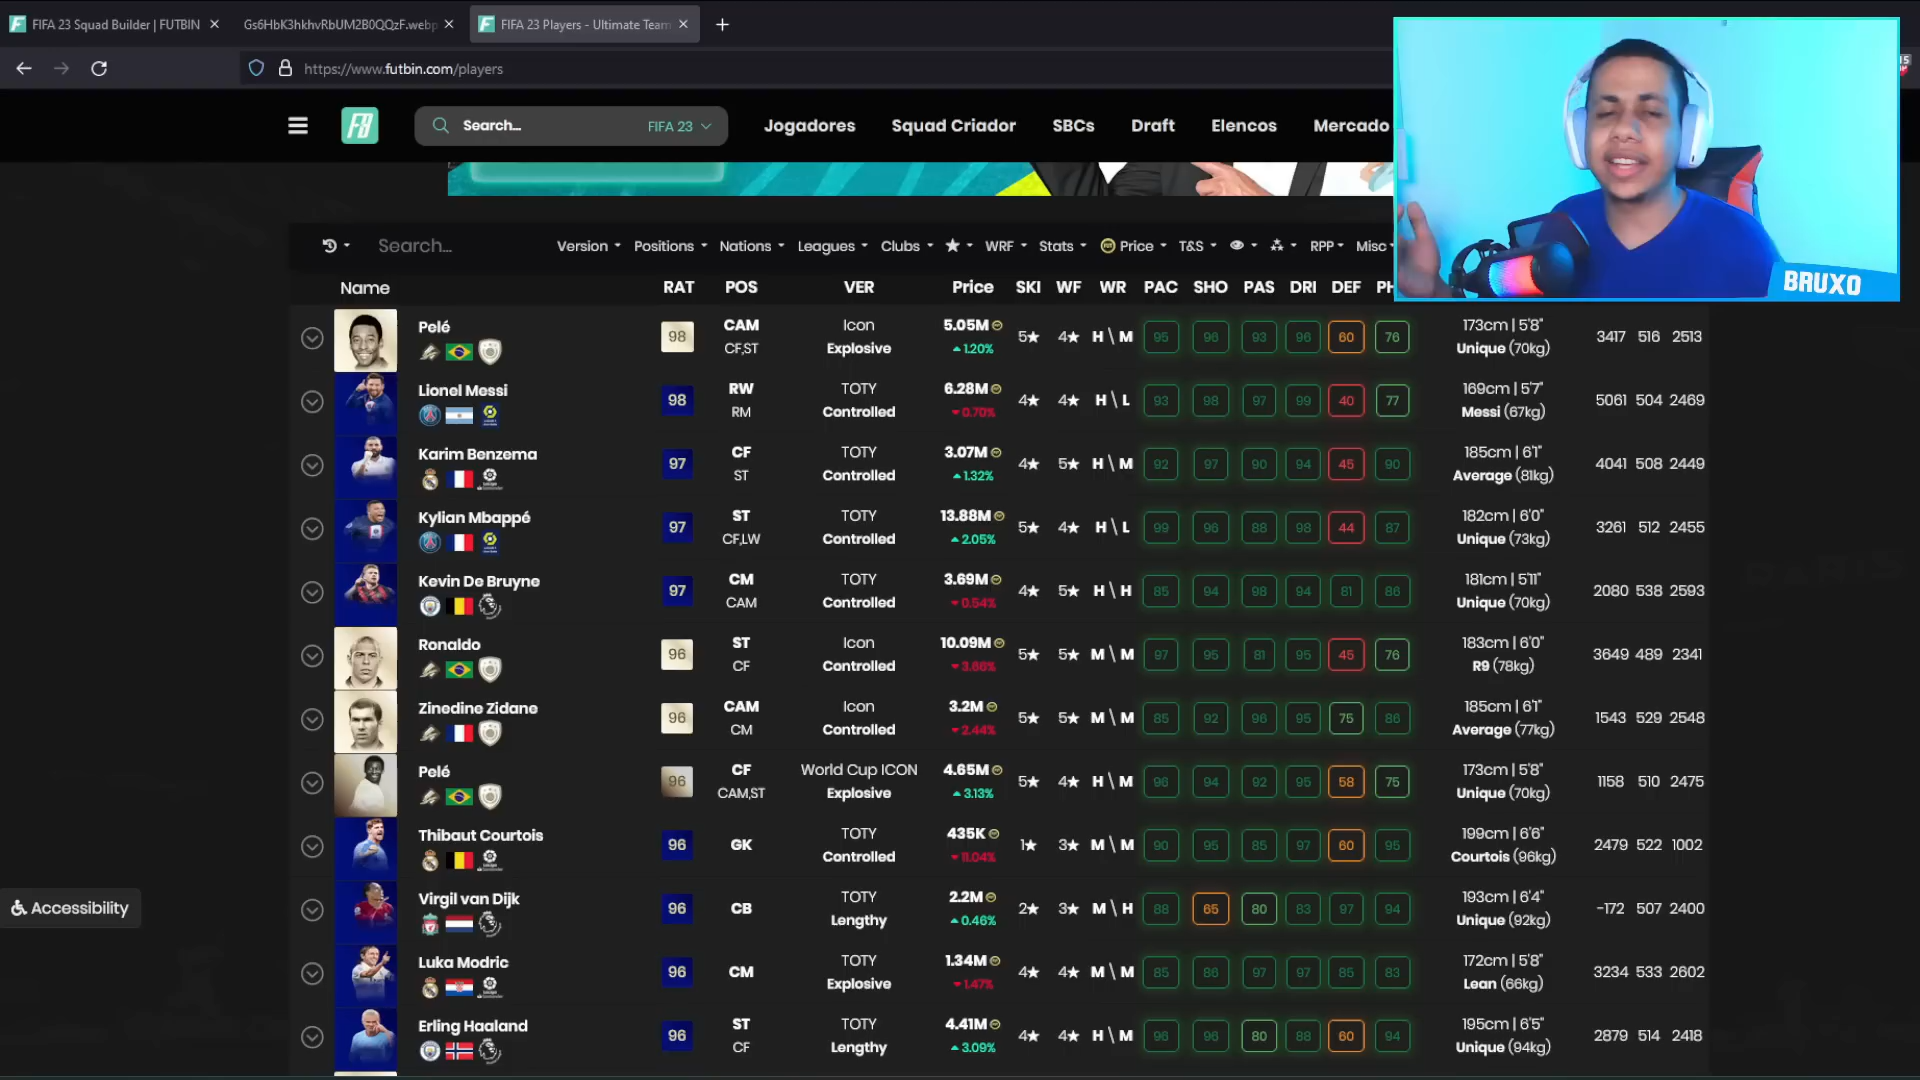 FIFA 23 Squad Builder | FUTBIN
Gs6HbK3hkhvRbUM2B0QQzF.webp
FIFA 23 Players - Ultimate Team
https://www.futbin.com/players
Search...
FIFA 23
Jogadores
Squad Criador
SBCs
Draft
Elencos
Mercado
BRUXO
Search...
Version
Positions
Nations
Leagues
Clubs
WRF
Stats
Price
T&S
RPP
Misc
Name RAT POS VER Price SKI WF WR PAC SHO PAS DRI DEF
Pelé 98 CAM Icon 5.05M 5★ 4★ H \ M 95 96 93 96 60 76 173cm | 5'8" 3417 516 2513
CF,ST Explosive 1.20% Unique (70kg)
Lionel Messi 98 RW TOTY 6.28M 4★ 4★ H \ L 93 98 97 99 40 77 169cm | 5'7" 5061 504 2469
RM Controlled 0.70% Messi (67kg)
Karim Benzema 97 CF TOTY 3.07M 4★ 5★ H \ M 92 97 90 94 45 90 185cm | 6'1" 4041 508 2449
ST Controlled 1.32% Average (81kg)
Kylian Mbappé 97 ST TOTY 13.88M 5★ 4★ H \ L 99 96 88 98 44 87 182cm | 6'0" 3261 512 2455
CF,LW Controlled 2.05% Unique (73kg)
Kevin De Bruyne 97 CM TOTY 3.69M 4★ 5★ H \ H 85 94 98 94 81 86 181cm | 5'11" 2080 538 2593
CAM Controlled 0.54% Unique (70kg)
Ronaldo 96 ST Icon 10.09M 5★ 5★ M \ M 97 95 81 95 45 76 183cm | 6'0" 3649 489 2341
CF Controlled 3.66% R9 (78kg)
Zinedine Zidane 96 CAM Icon 3.2M 5★ 5★ M \ M 85 92 96 95 75 86 185cm | 6'1" 1543 529 2548
CM Controlled 2.44% Average (77kg)
Pelé 96 CF World Cup ICON 4.65M 5★ 4★ H \ M 96 94 92 95 58 75 173cm | 5'8" 1158 510 2475
CAM,ST Explosive 3.13% Unique (70kg)
Thibaut Courtois 96 GK TOTY 435K 1★ 3★ M \ M 90 95 85 97 60 95 199cm | 6'6" 2479 522 1002
Controlled 11.04% Courtois (96kg)
Virgil van Dijk 96 CB TOTY 2.2M 2★ 3★ M \ H 88 65 80 83 97 94 193cm | 6'4" -172 507 2400
Lengthy 0.46% Unique (92kg)
Luka Modric 96 CM TOTY 1.34M 4★ 4★ M \ M 85 86 97 97 85 83 172cm | 5'8" 3234 533 2602
Explosive 1.47% Lean (66kg)
Erling Haaland 96 ST TOTY 4.41M 4★ 4★ H \ M 96 96 80 88 60 94 195cm | 6'5" 2879 514 2418
CF Lengthy 3.09% Unique (94kg)
Accessibility